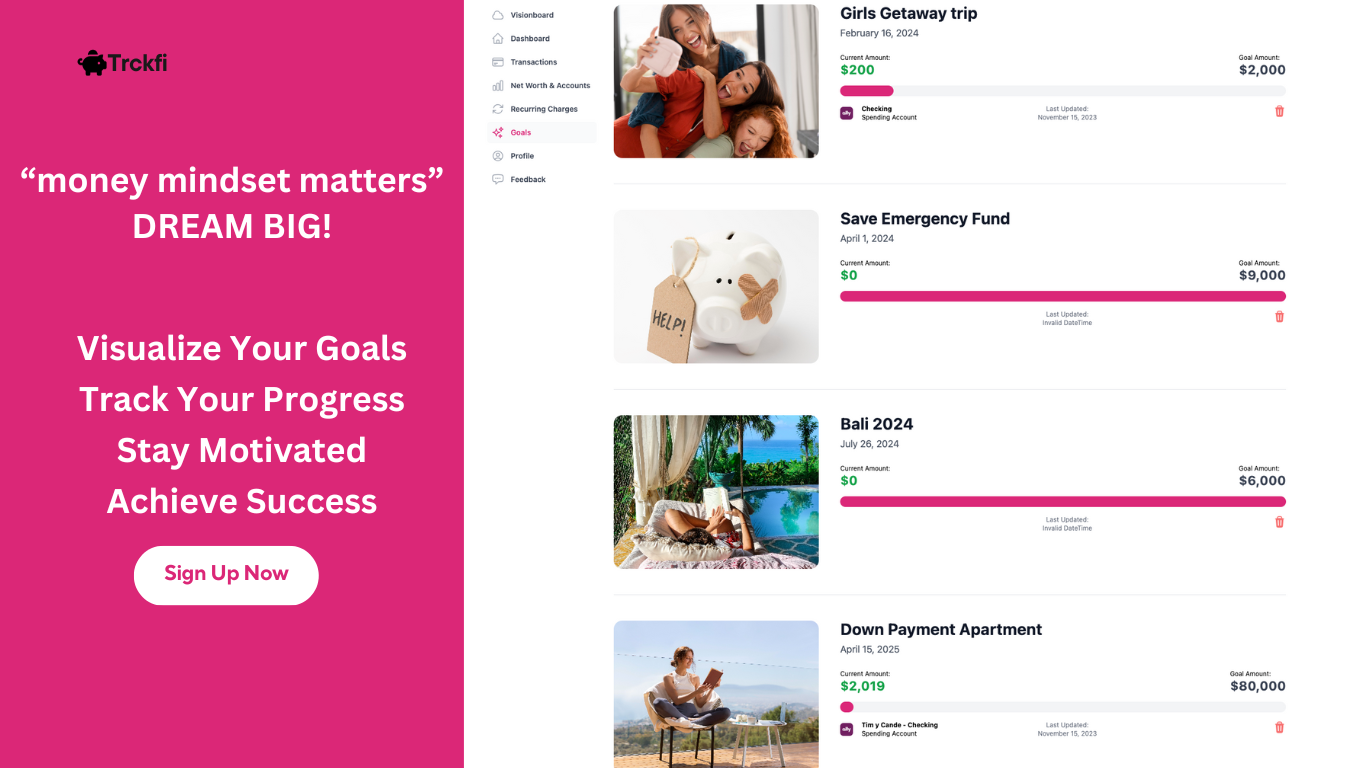 Trckfi
“money mindset matters”
DREAM BIG!
Visualize Your Goals
Track Your Progress
Stay Motivated
Achieve Success
Sign Up Now
Visionboard
Dashboard
Transactions
Net Worth & Accounts
Recurring Charges
Goals
Profile
Feedback
Girls Getaway trip
February 16, 2024
Current Amount: Goal Amount:
$200 $2,000
ally Checking Last Updated:
Spending Account November 15, 2023
HELP!
Save Emergency Fund
April 1, 2024
Current Amount: Goal Amount:
$0 $9,000
Last Updated:
Invalid DateTime
Bali 2024
July 26, 2024
Current Amount: Goal Amount:
$0 $6,000
Last Updated:
Invalid DateTime
Down Payment Apartment
April 15, 2025
Current Amount: Goal Amount:
$2,019 $80,000
ally Tim y Cande - Checking Last Updated:
Spending Account November 15, 2023